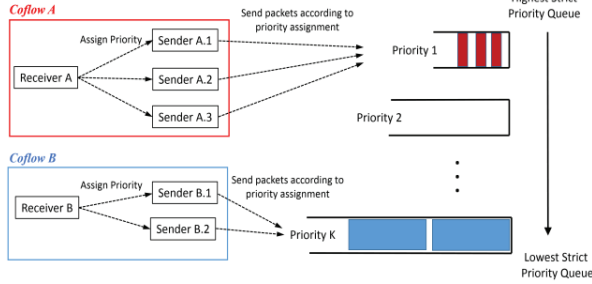 Coflow A
Receiver A
Assign Priority
Sender A.1
Sender A.2
Sender A.3
Send packets according to
priority assignment
Priority 1
Highest Strict
Priority Queue
Priority 2
Coflow B
Receiver B
Assign Priority
Sender B.1
Sender B.2
Send packets according to
priority assignment
Priority K
Lowest Strict
Priority Queue